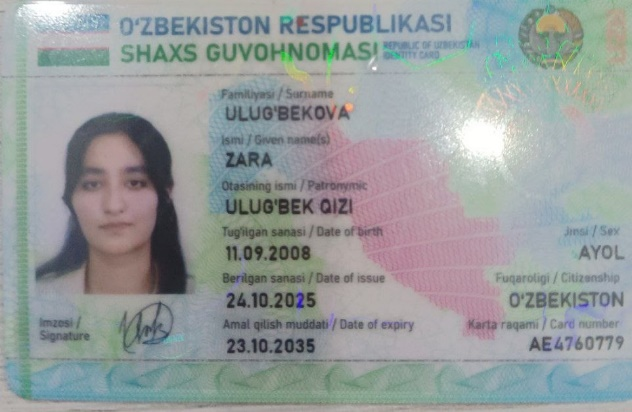 O‘ZBEKISTON RESPUBLIKASI
SHAXS GUVOHNOMASI REPUBLIC OF UZBEKISTAN
IDENTITY CARD
Familiyasi / Surname
ULUG‘BEKOVA
Ismi / Given name(s)
ZARA
Otasining ismi / Patronymic
ULUG‘BEK QIZI
Tug‘ilgan sanasi / Date of birth
11.09.2008
Jinsi / Sex
AYOL
Berilgan sanasi / Date of issue
24.10.2025
Fuqaroligi / Citizenship
O‘ZBEKISTON
Imzosi /
Signature
Amal qilish muddati / Date of expiry
23.10.2035
Karta raqami / Card number
AE4760779